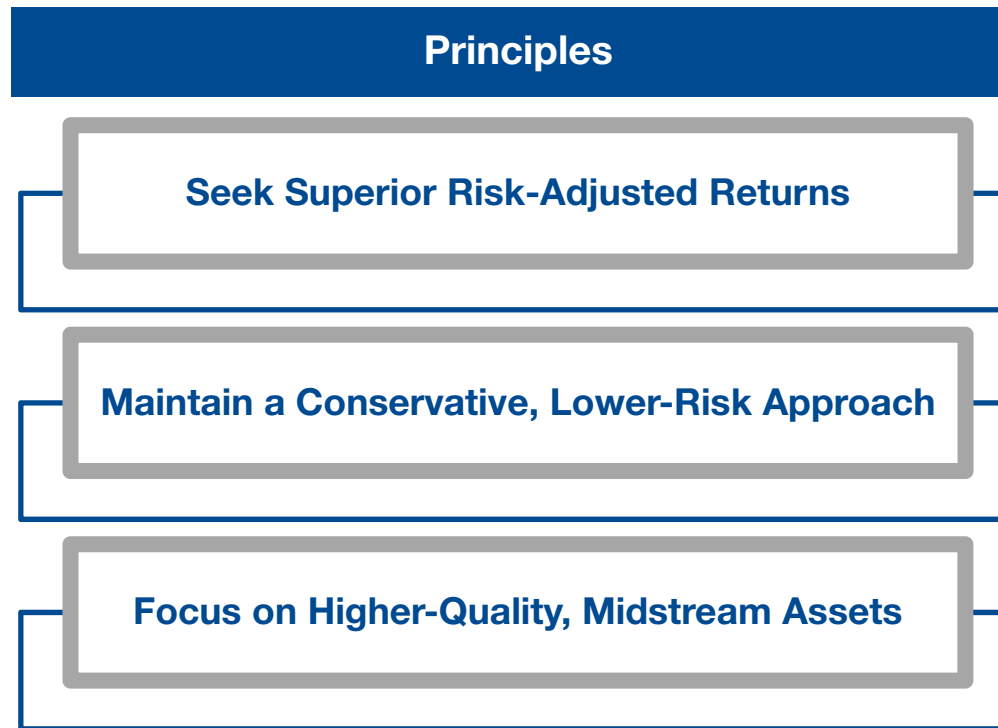 Principles
Seek Superior Risk-Adjusted Returns
Maintain a Conservative, Lower-Risk Approach
Focus on Higher-Quality, Midstream Assets